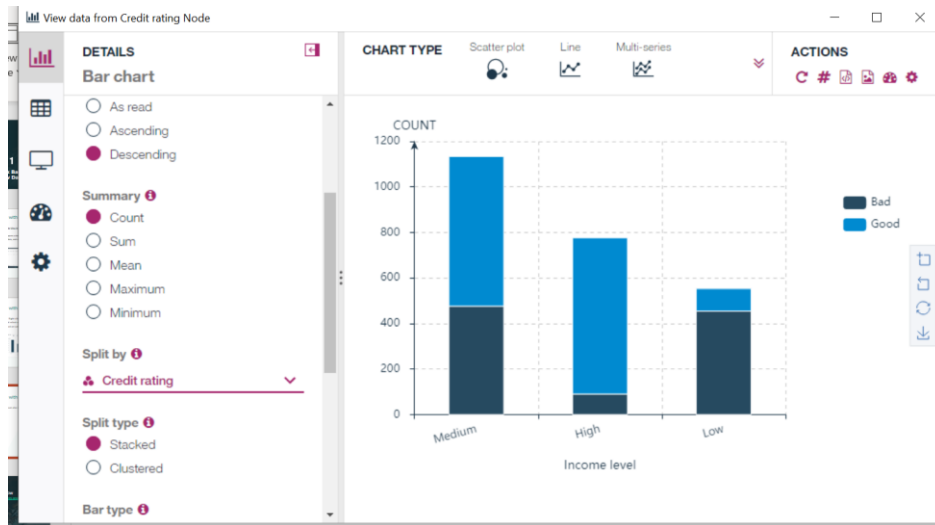 View data from Credit rating Node
DETAILS
Bar chart
As read
Ascending
Descending
Summary
Count
Sum
Mean
Maximum
Minimum
Split by
Credit rating
Split type
Stacked
Clustered
Bar type
CHART TYPE
Scatter plot
Line
Multi-series
ACTIONS
COUNT
1200
1000
800
600
400
200
0
Medium
High
Low
Income level
Bad
Good